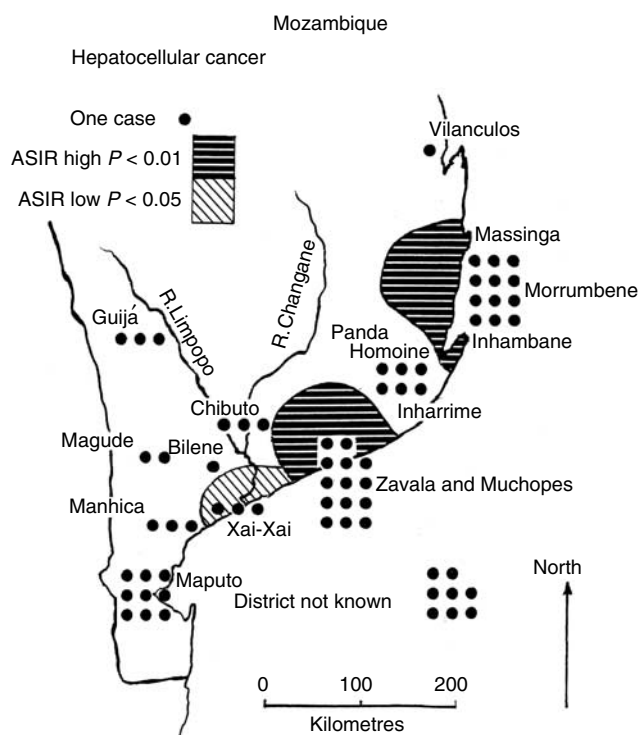 Mozambique
Hepatocellular cancer
One case
ASIR high P < 0.01
ASIR low P < 0.05
Vilanculos
Massinga
Morrumbene
Inhambane
R.Changane
R.Limpopo
Guijá
Panda
Homoine
Inharrime
Chibuto
Magude
Bilene
Zavala and Muchopes
Manhica
Xai-Xai
Maputo
District not known
North
0 100 200
Kilometres